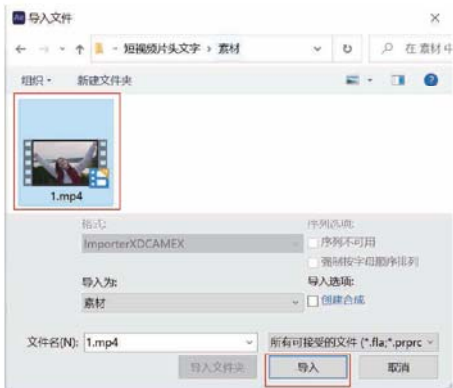 Ae 导入文件
短视频片头文字 › 素材
在 素材 中
组织 新建文件夹
1.mp4
格式: 序列选项:
ImporterXDCAMEX 序列不可用
强制按字母顺序排列
导入为: 导入选项:
素材 创建合成
文件名(N): 1.mp4 所有可接受的文件 (*.fla;*.prprc
导入文件夹 导入 取消